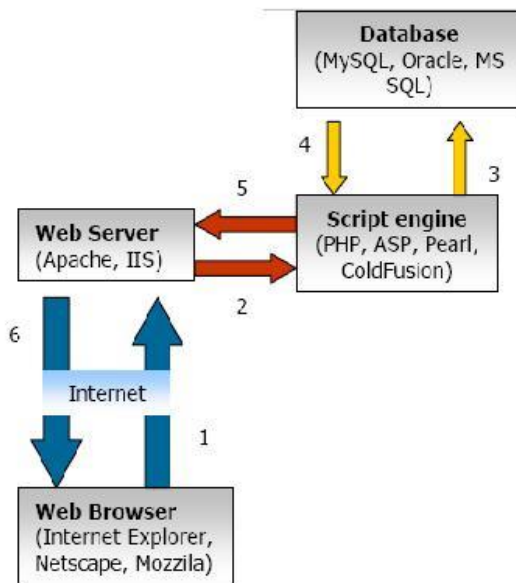 Database
(MySQL, Oracle, MS
SQL)
4
3
5
Script engine
(PHP, ASP, Pearl,
ColdFusion)
Web Server
(Apache, IIS)
2
6
Internet
1
Web Browser
(Internet Explorer,
Netscape, Mozzila)